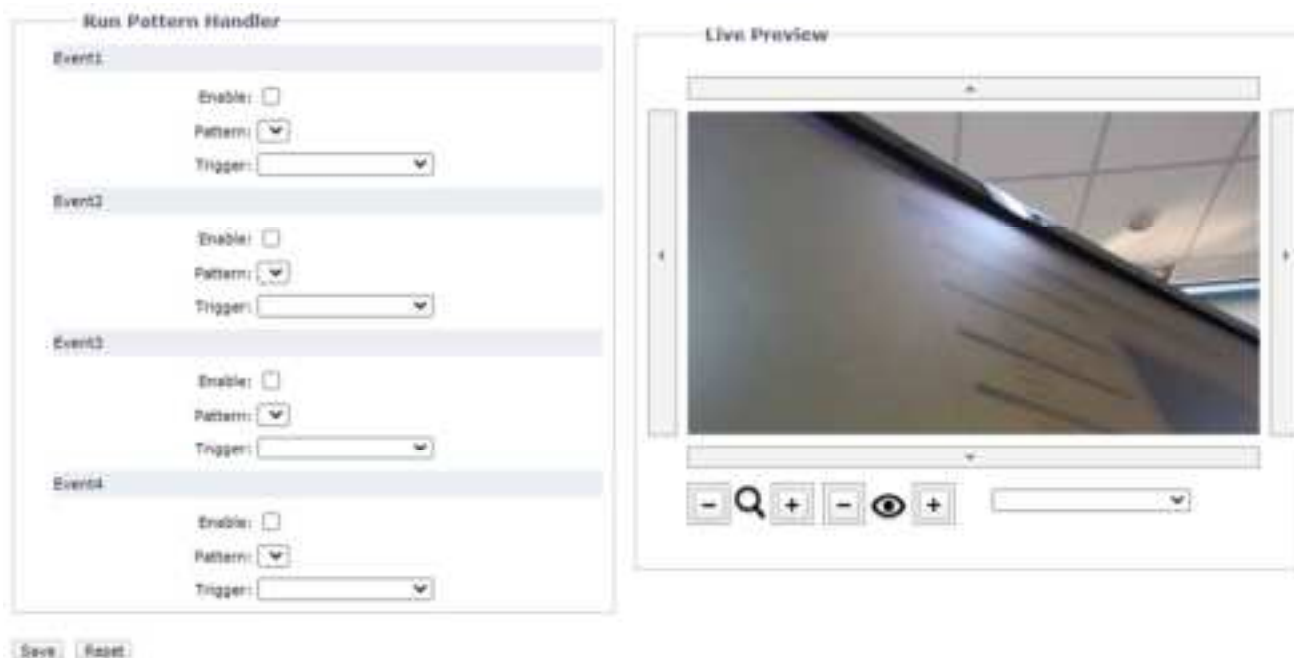 Run Pattern Handler
Event1
Enable:
Pattern:
Trigger:
Event2
Enable:
Pattern:
Trigger:
Event3
Enable:
Pattern:
Trigger:
Event4
Enable:
Pattern:
Trigger:
Save Reset
Live Preview
- + - +